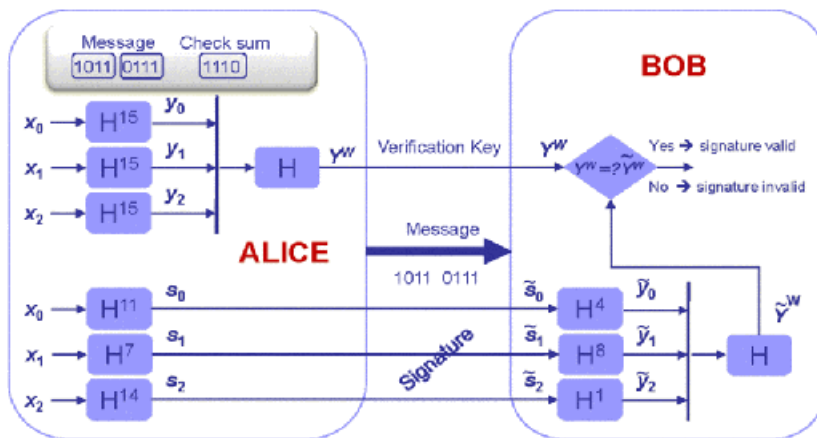 Message Check sum
1011 0111 1110
BOB
x₀ H¹⁵ y₀
x₁ H¹⁵ y₁ H Yᵂ Verification Key Yᵂ Yᵂ=?Ỹᵂ Yes → signature valid
No → signature invalid
x₂ H¹⁵ y₂
ALICE
Message
1011 0111
x₀ H¹¹ s₀ s̃₀ H⁴ ỹ₀ Ỹᵂ
x₁ H⁷ s₁ Signature s̃₁ H⁸ ỹ₁ H
x₂ H¹⁴ s₂ s̃₂ H¹ ỹ₂